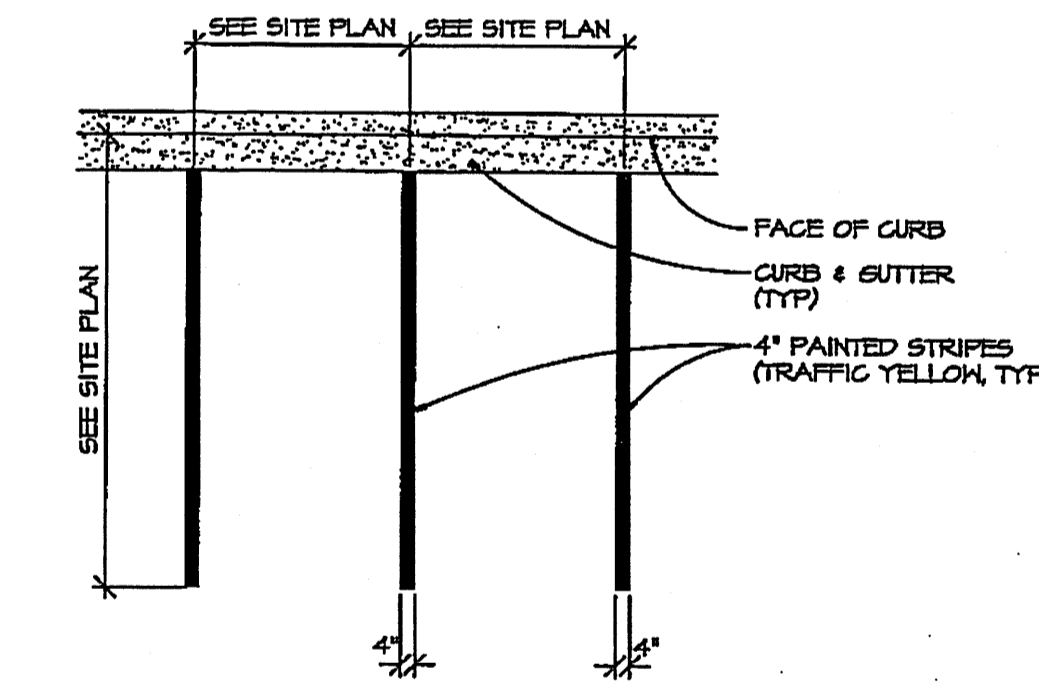 SEE SITE PLAN SEE SITE PLAN
SEE SITE PLAN
FACE OF CURB
CURB & GUTTER
(TYP)
4" PAINTED STRIPES
(TRAFFIC YELLOW, TYP
4" 4"